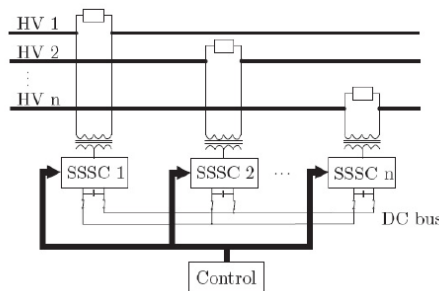 HV 1
HV 2
⋮
HV n
SSSC 1
SSSC 2
...
SSSC n
DC bus
Control